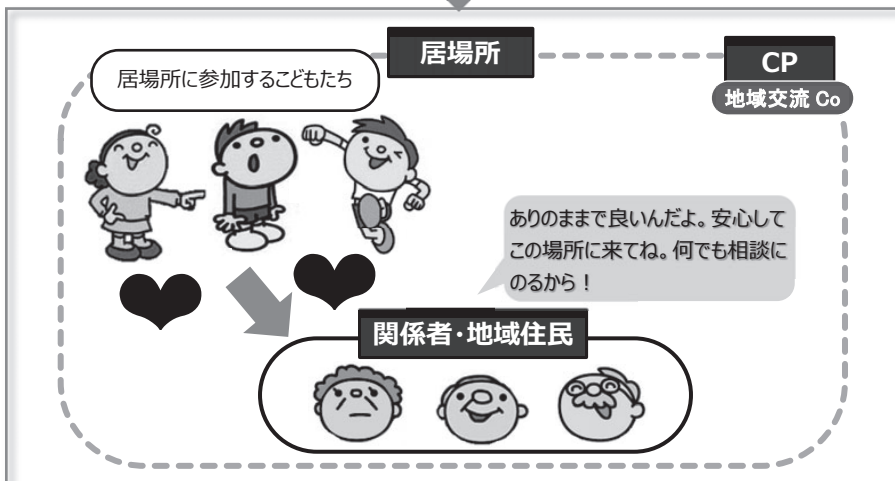 居場所
CP
地域交流 Co
居場所に参加するこどもたち
ありのままで良いんだよ。安心して
この場所に来てね。何でも相談に
のるから！
関係者・地域住民